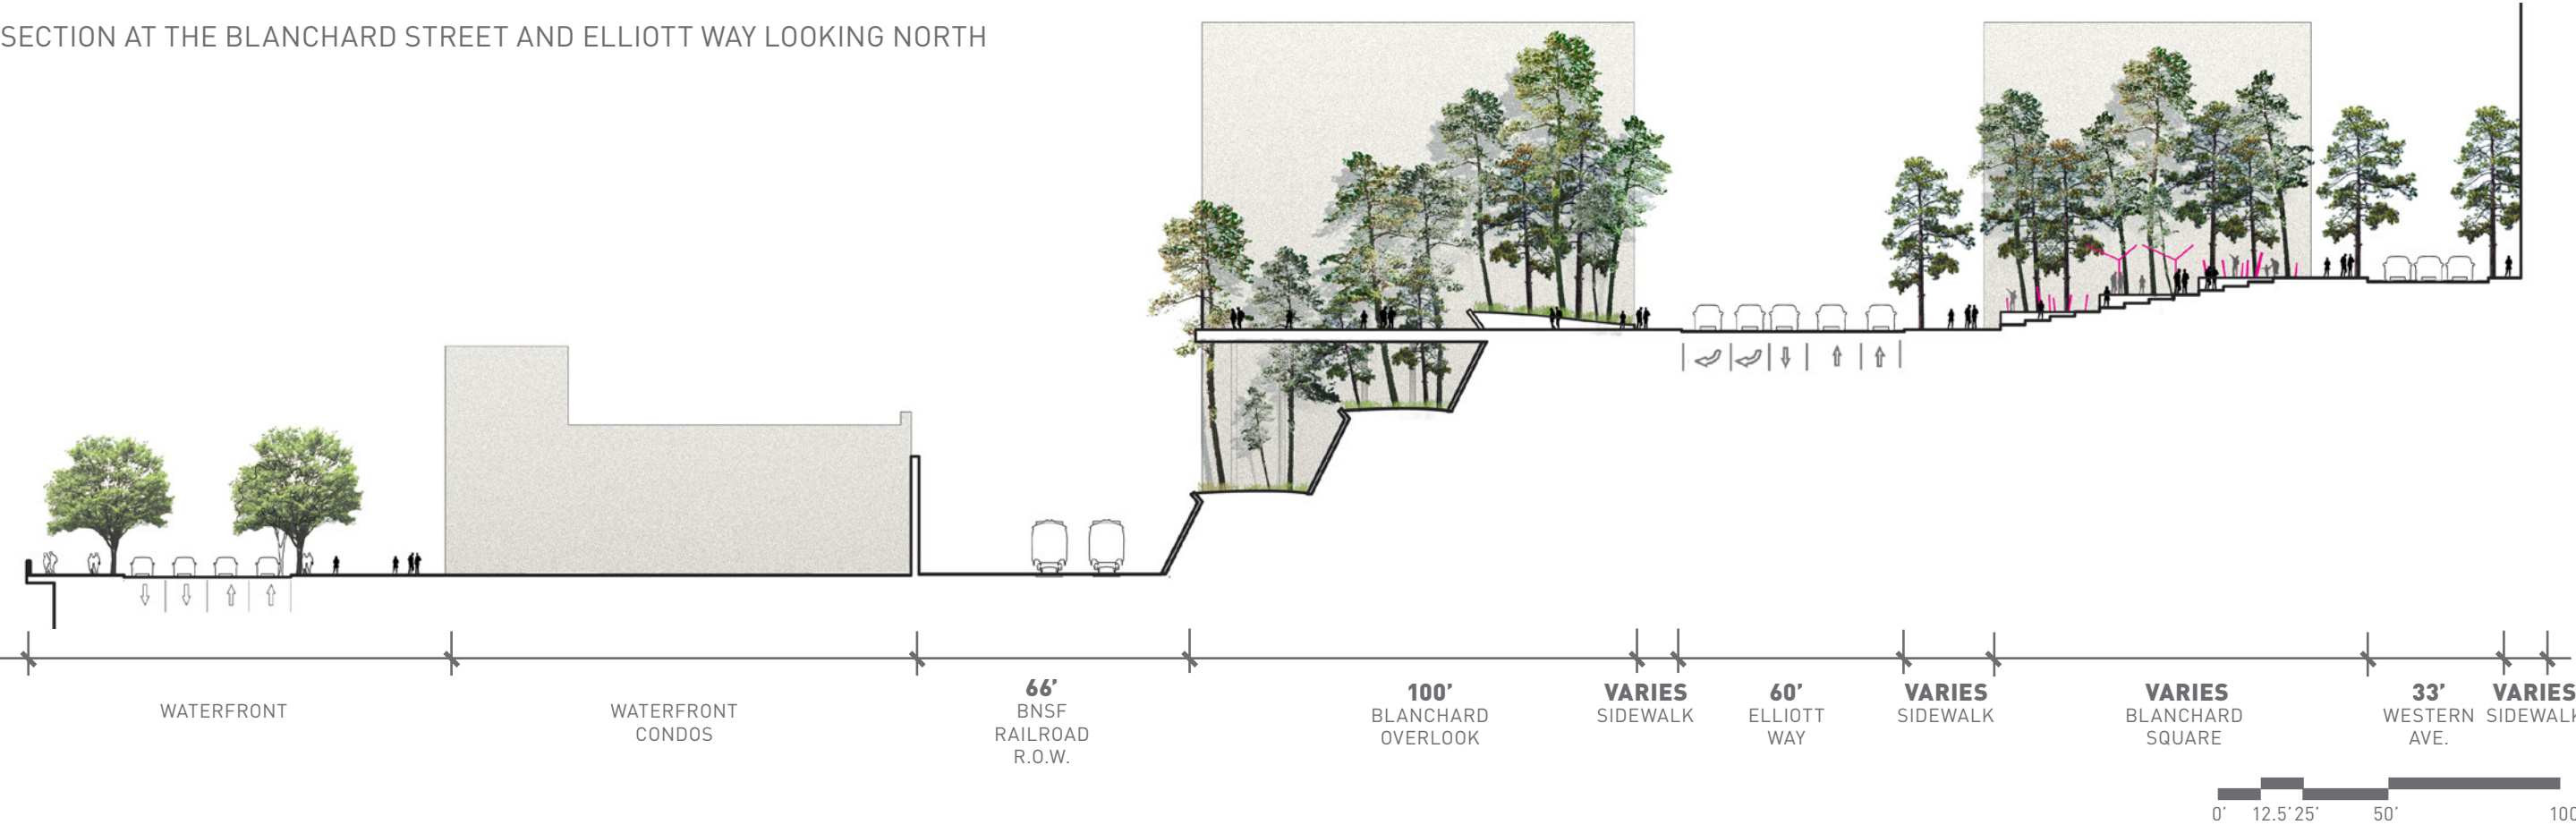 SECTION AT THE BLANCHARD STREET AND ELLIOTT WAY LOOKING NORTH
WATERFRONT
WATERFRONT
CONDOS
66’
BNSF
RAILROAD
R.O.W.
100’
BLANCHARD
OVERLOOK
VARIES
SIDEWALK
60’
ELLIOTT
WAY
VARIES
SIDEWALK
VARIES
BLANCHARD
SQUARE
33’
WESTERN
AVE.
VARIES
SIDEWALK
0’ 12.5’ 25’ 50’ 100